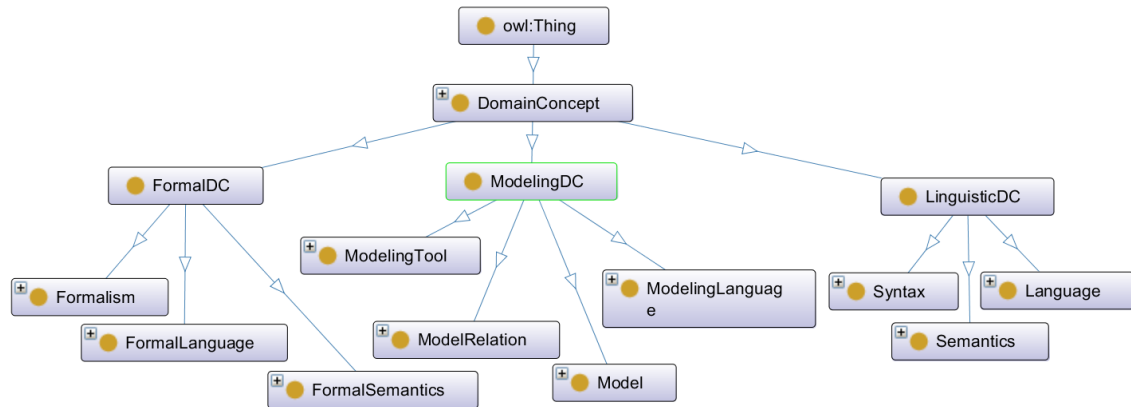 owl:Thing
DomainConcept
FormalDC
ModelingDC
LinguisticDC
ModelingTool
Formalism
ModelingLanguag
e
Syntax
Language
FormalLanguage
ModelRelation
Semantics
FormalSemantics
Model